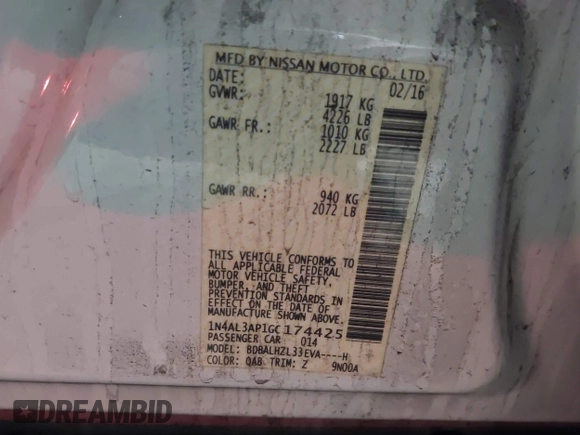 MFD BY NISSAN MOTOR CO., LTD.
DATE: 02/16
GVWR: 1917 KG
4226 LB
GAWR FR.: 1010 KG
2227 LB
GAWR RR.: 940 KG
2072 LB
THIS VEHICLE CONFORMS TO
ALL APPLICABLE FEDERAL
MOTOR VEHICLE SAFETY,
BUMPER, AND THEFT
PREVENTION STANDARDS IN
EFFECT ON THE DATE OF
MANUFACTURE SHOWN ABOVE.
1N4AL3AP1GC174425
PASSENGER CAR 014
MODEL: BDBALHZL33EVA----H
COLOR: QAB TRIM: Z 9N00A
DREAMBID